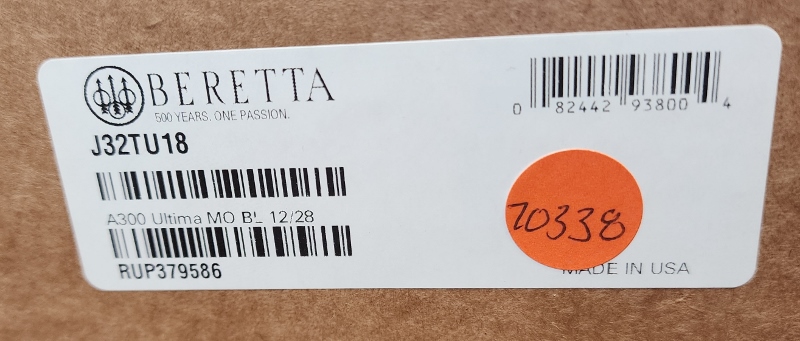 BERETTA
500 YEARS. ONE PASSION.
J32TU18
0 82442 93800 4
A300 Ultima MO BL 12/28
RUP379586
70338
MADE IN USA